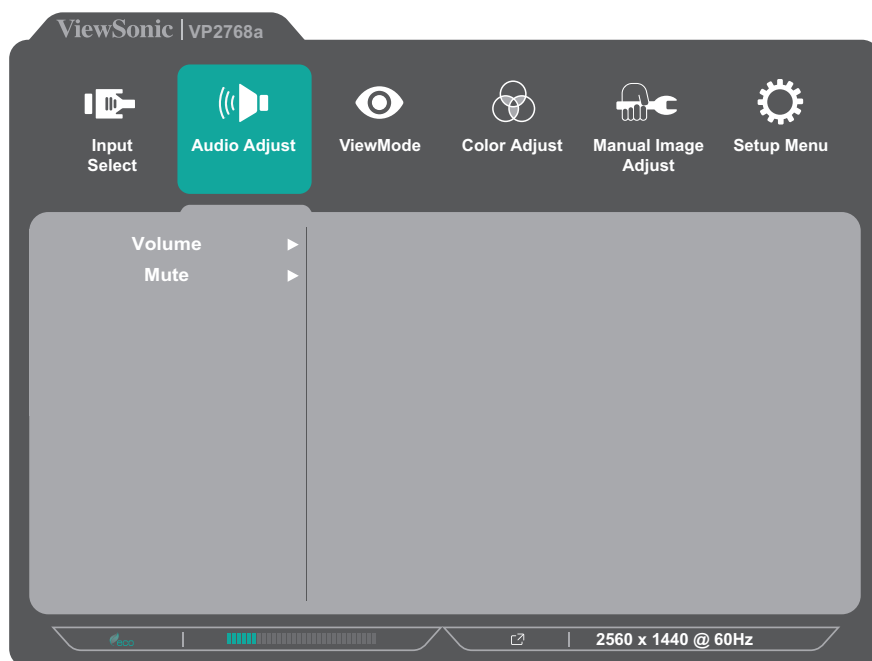 ViewSonic | VP2768a
Input
Select
Audio Adjust
ViewMode
Color Adjust
Manual Image
Adjust
Setup Menu
Volume ►
Mute ►
eco
2560 x 1440 @ 60Hz